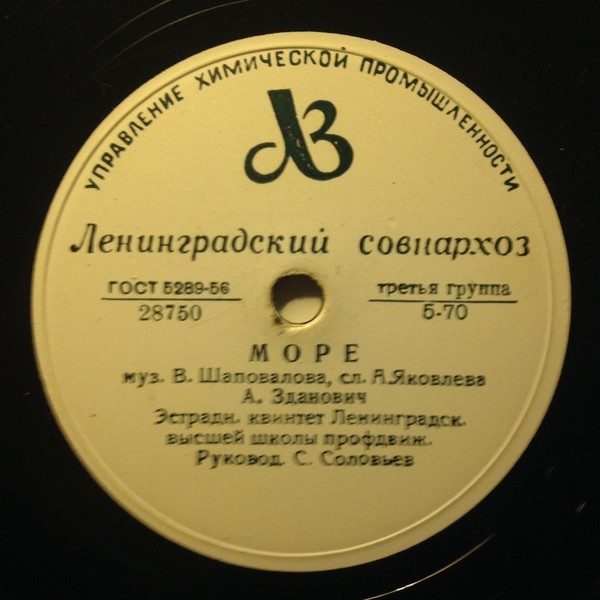 УПРАВЛЕНИЕ ХИМИЧЕСКОЙ ПРОМЫШЛЕННОСТИ
ЛЗ
Ленинградский совнархоз
ГОСТ 5289-56
28750
третья группа
5-70
МОРЕ
муз. В. Шаповалова, сл. А.Яковлева
А. Зданович
Эстрадн. квинтет Ленинградск.
высшей школы профдвиж.
Руковод. С. Соловьев